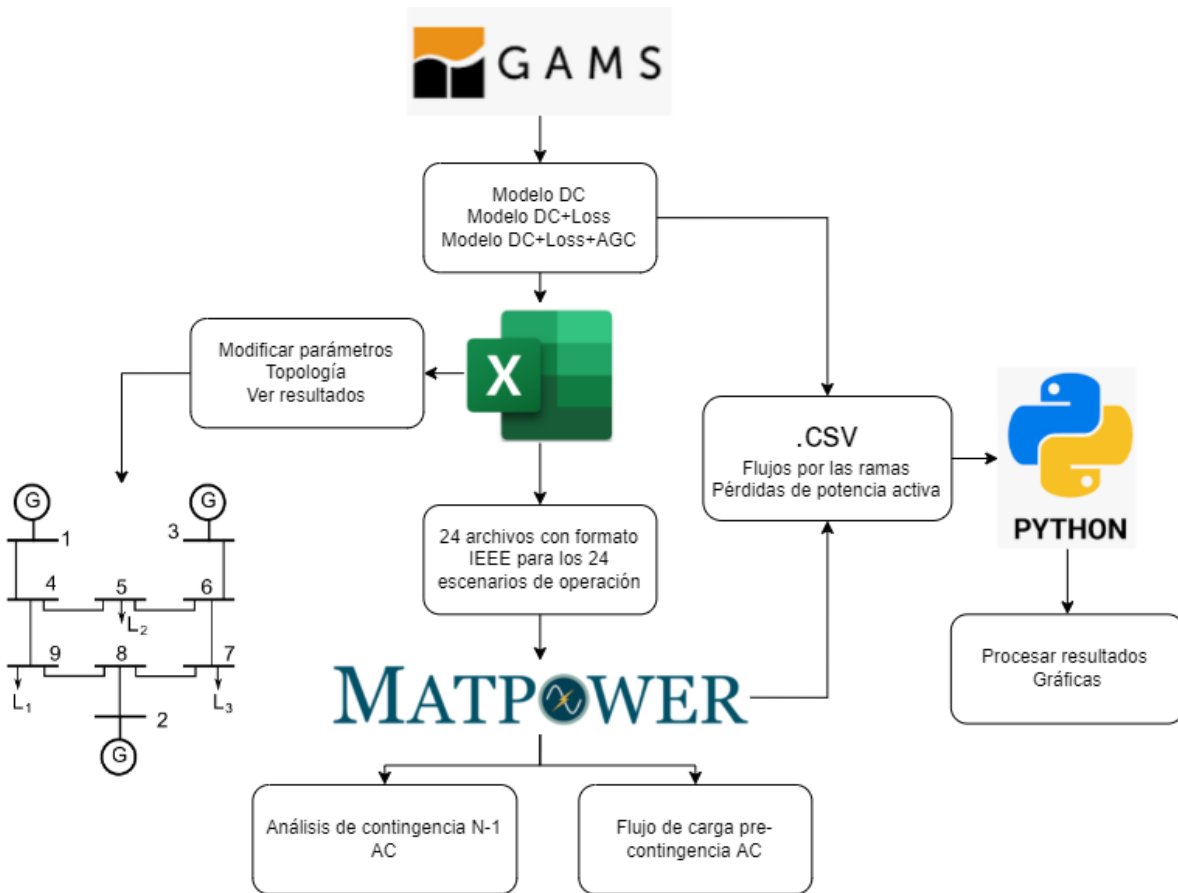 GAMS
Modelo DC
Modelo DC+Loss
Modelo DC+Loss+AGC
Modificar parámetros
Topología
Ver resultados
X
.CSV
Flujos por las ramas
Pérdidas de potencia activa
PYTHON
24 archivos con formato
IEEE para los 24
escenarios de operación
Procesar resultados
Gráficas
MATPOWER
Análisis de contingencia N-1
AC
Flujo de carga pre-
contingencia AC
G
G
1
3
4
5
6
L₂
9
8
7
L₁
L₃
2
G